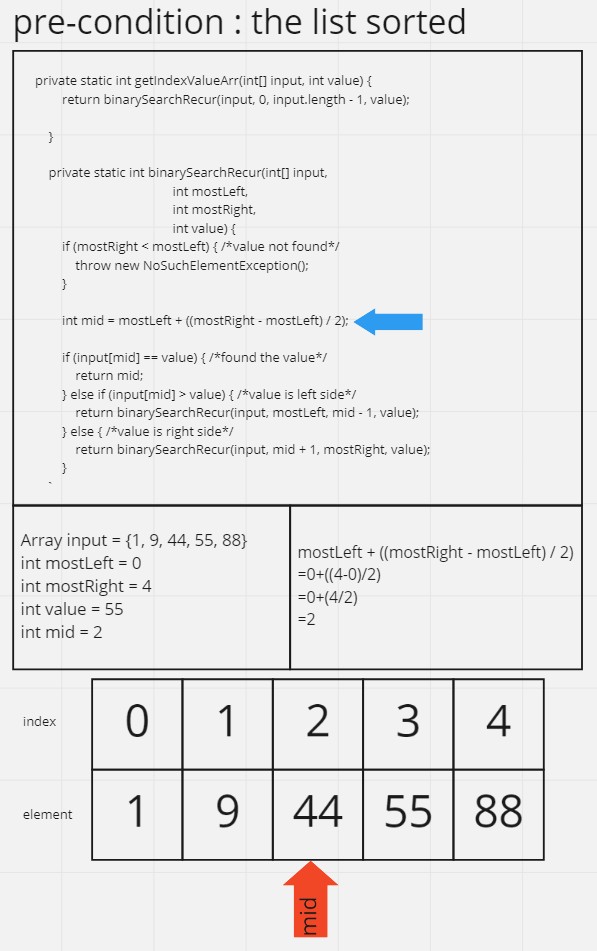 pre-condition : the list sorted
private static int getIndexValueArr(int[] input, int value) {
return binarySearchRecur(input, 0, input.length - 1, value);
}
private static int binarySearchRecur(int[] input,
int mostLeft,
int mostRight,
int value) {
if (mostRight < mostLeft) { /*value not found*/
throw new NoSuchElementException();
}
int mid = mostLeft + ((mostRight - mostLeft) / 2);
if (input[mid] == value) { /*found the value*/
return mid;
} else if (input[mid] > value) { /*value is left side*/
return binarySearchRecur(input, mostLeft, mid - 1, value);
} else { /*value is right side*/
return binarySearchRecur(input, mid + 1, mostRight, value);
}
Array input = {1, 9, 44, 55, 88}
int mostLeft = 0
int mostRight = 4
int value = 55
int mid = 2
mostLeft + ((mostRight - mostLeft) / 2)
=0+((4-0)/2)
=0+(4/2)
=2
index 0 1 2 3 4
element 1 9 44 55 88
mid